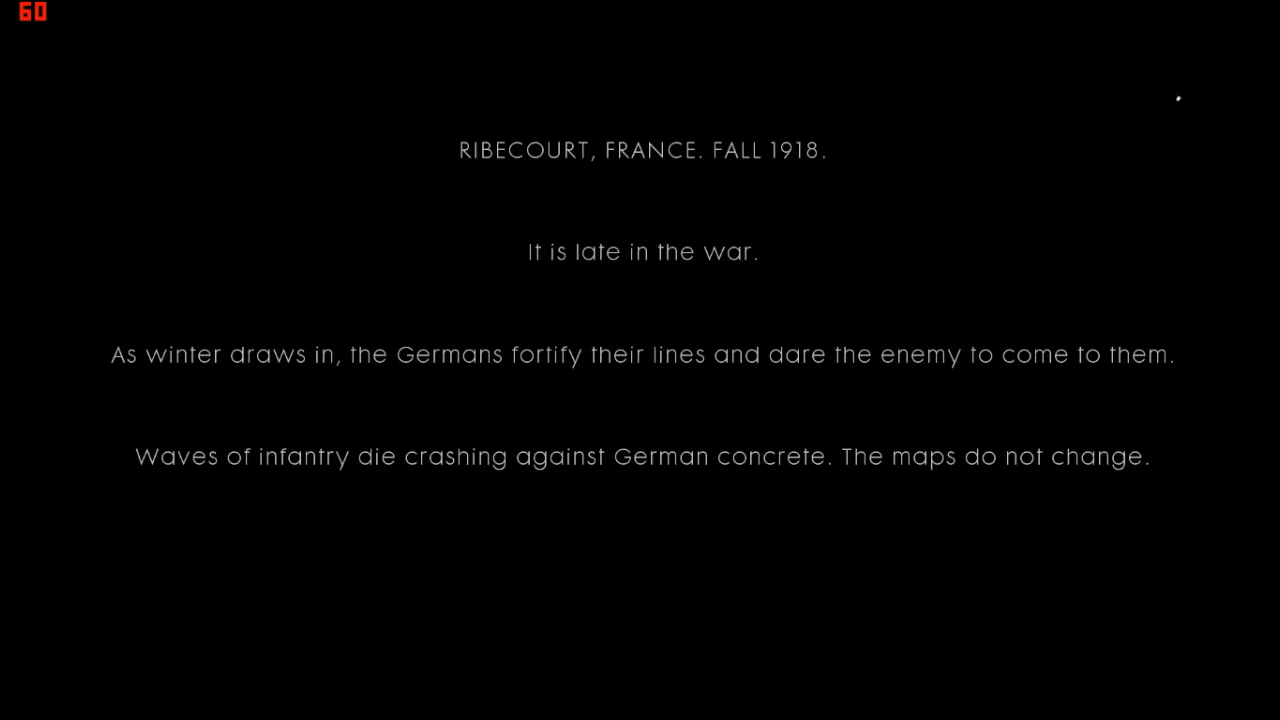 60
RIBECOURT, FRANCE. FALL 1918.
It is late in the war.
As winter draws in, the Germans fortify their lines and dare the enemy to come to them.
Waves of infantry die crashing against German concrete. The maps do not change.